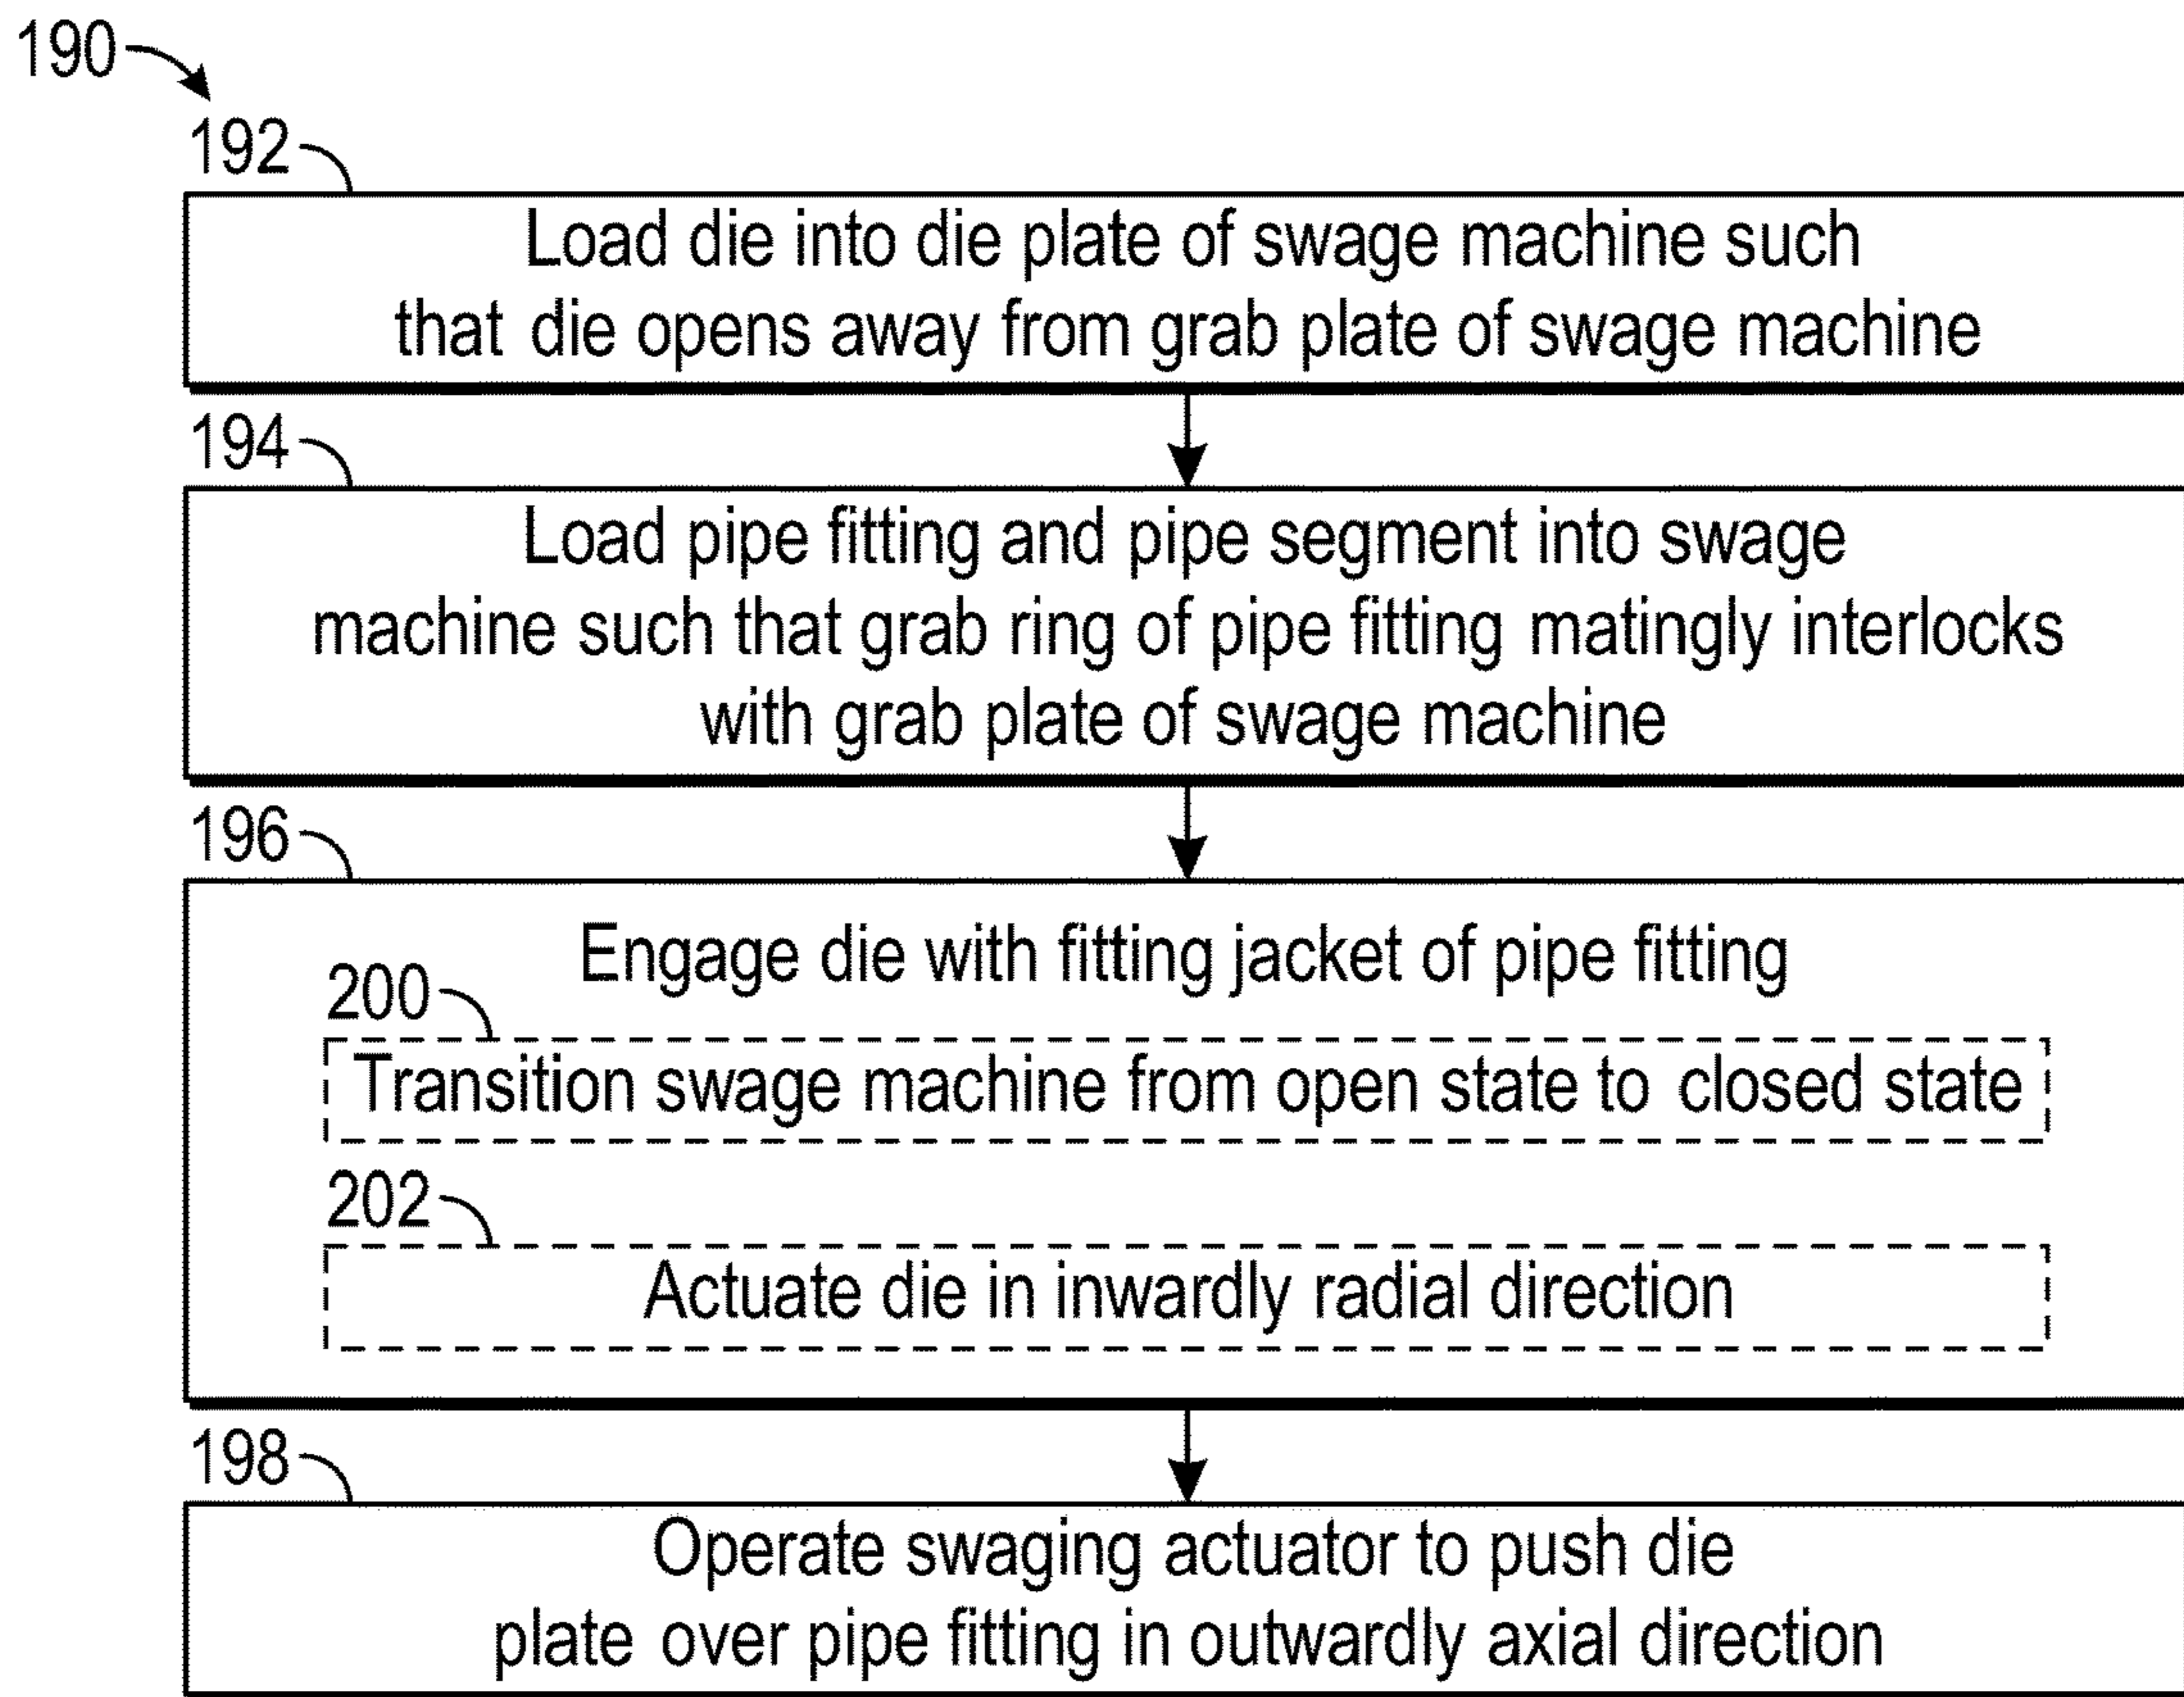 190
192
Load die into die plate of swage machine such
that die opens away from grab plate of swage machine
194
Load pipe fitting and pipe segment into swage
machine such that grab ring of pipe fitting matingly interlocks
with grab plate of swage machine
196
Engage die with fitting jacket of pipe fitting
200
Transition swage machine from open state to closed state
202
Actuate die in inwardly radial direction
198
Operate swaging actuator to push die
plate over pipe fitting in outwardly axial direction